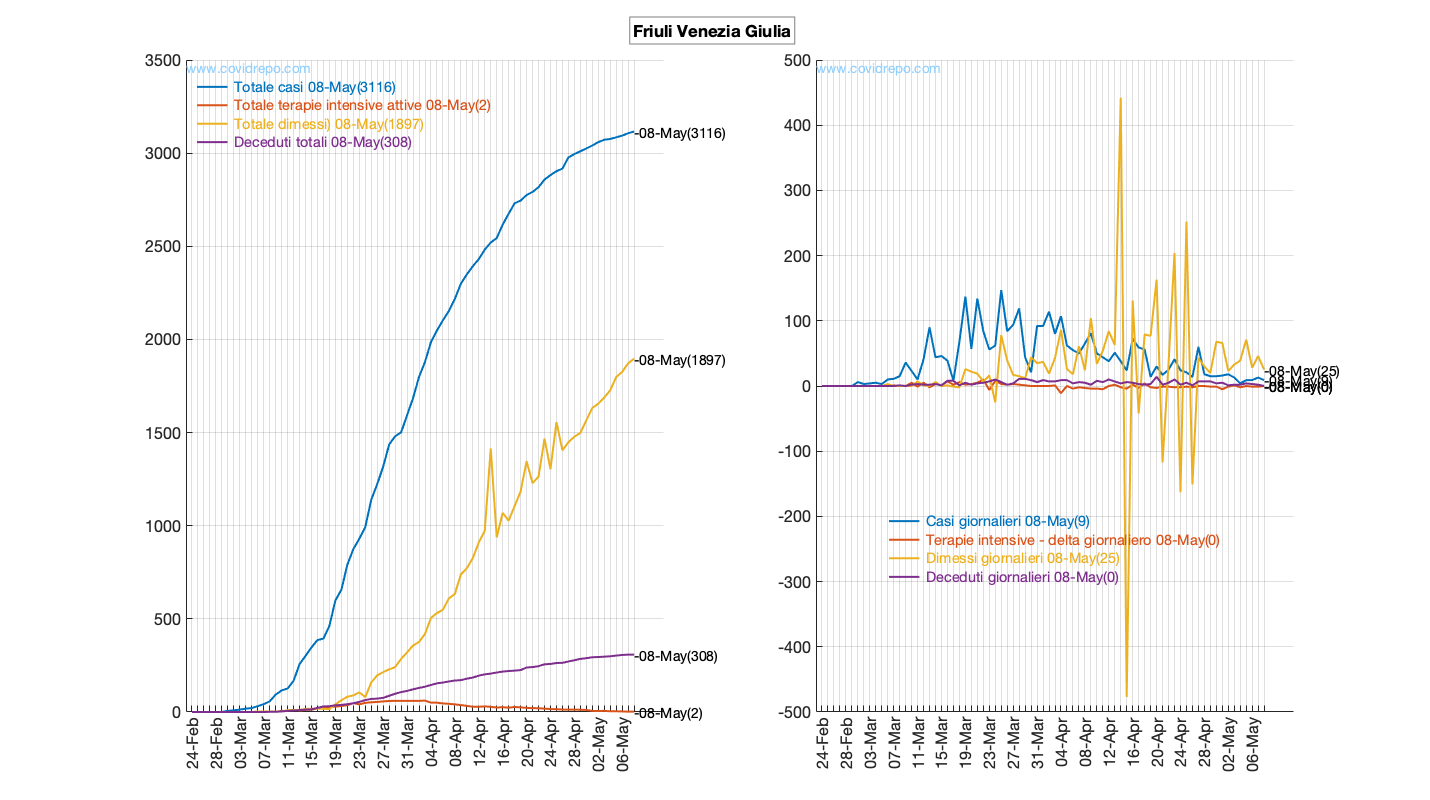 Friuli Venezia Giulia
3500
3000
2500
2000
1500
1000
500
0
www.covidrepo.com
Totale casi 08-May(3116)
Totale terapie intensive attive 08-May(2)
Totale dimessi) 08-May(1897)
Deceduti totali 08-May(308)
-08-May(3116)
-08-May(1897)
-08-May(308)
-08-May(2)
24-Feb
28-Feb
03-Mar
07-Mar
11-Mar
15-Mar
19-Mar
23-Mar
27-Mar
31-Mar
04-Apr
08-Apr
12-Apr
16-Apr
20-Apr
24-Apr
28-Apr
02-May
06-May
500
400
300
200
100
0
-100
-200
-300
-400
-500
www.covidrepo.com
-08-May(25)
-08-May(9)
-08-May(0)
Casi giornalieri 08-May(9)
Terapie intensive - delta giornaliero 08-May(0)
Dimessi giornalieri 08-May(25)
Deceduti giornalieri 08-May(0)
24-Feb
28-Feb
03-Mar
07-Mar
11-Mar
15-Mar
19-Mar
23-Mar
27-Mar
31-Mar
04-Apr
08-Apr
12-Apr
16-Apr
20-Apr
24-Apr
28-Apr
02-May
06-May